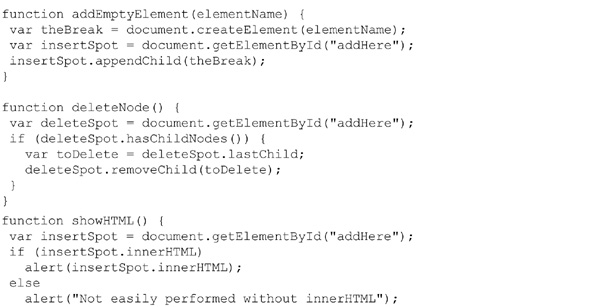 function addEmptyElement(elementName) {
 var theBreak = document.createElement(elementName);
 var insertSpot = document.getElementById("addHere");
 insertSpot.appendChild(theBreak);
}

function deleteNode() {
 var deleteSpot = document.getElementById("addHere");
 if (deleteSpot.hasChildNodes()) {
   var toDelete = deleteSpot.lastChild;
   deleteSpot.removeChild(toDelete);
 }
}
function showHTML() {
 var insertSpot = document.getElementById("addHere");
 if (insertSpot.innerHTML)
   alert(insertSpot.innerHTML);
 else
   alert("Not easily performed without innerHTML");